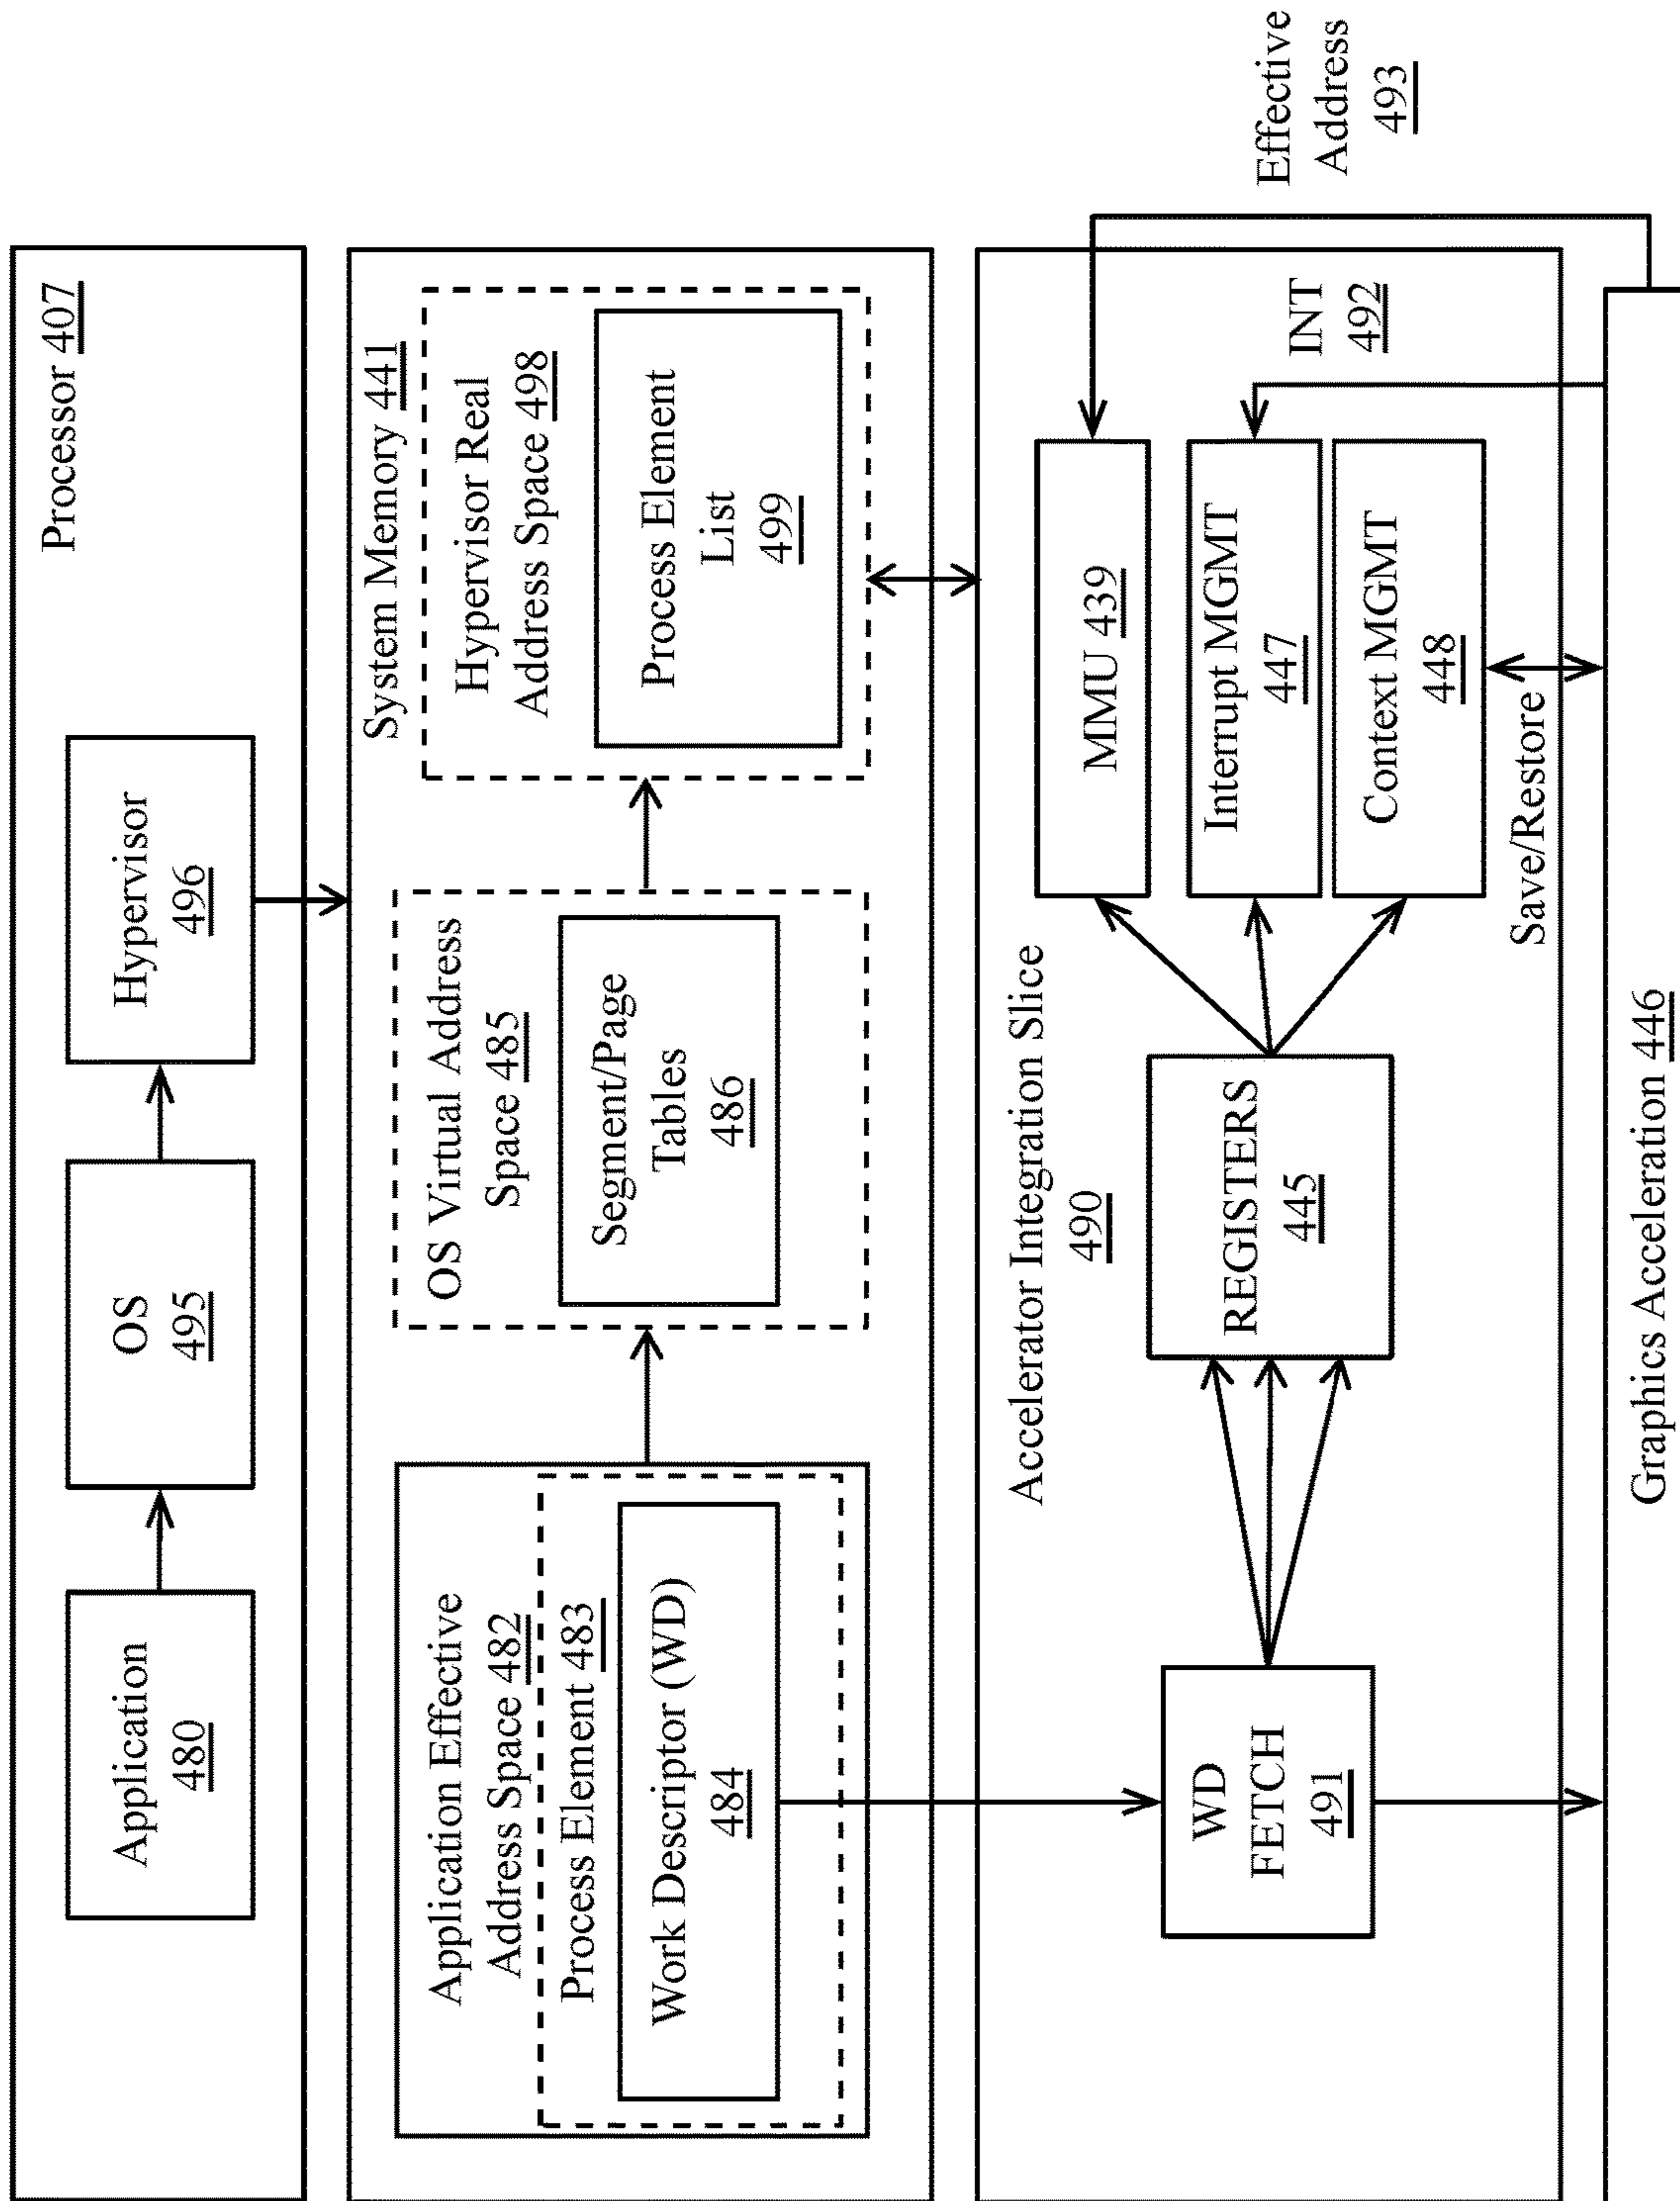 Processor 407
Application
480
OS
495
Hypervisor
496
System Memory 441
Application Effective
Address Space 482
Process Element 483
Work Descriptor (WD)
484
OS Virtual Address
Space 485
Segment/Page
Tables
486
Hypervisor Real
Address Space 498
Process Element
List
499
Accelerator Integration Slice
490
WD
FETCH
491
REGISTERS
445
MMU 439
Interrupt MGMT
447
Context MGMT
448
INT
492
Effective
Address
493
Save/Restore
Graphics Acceleration 446